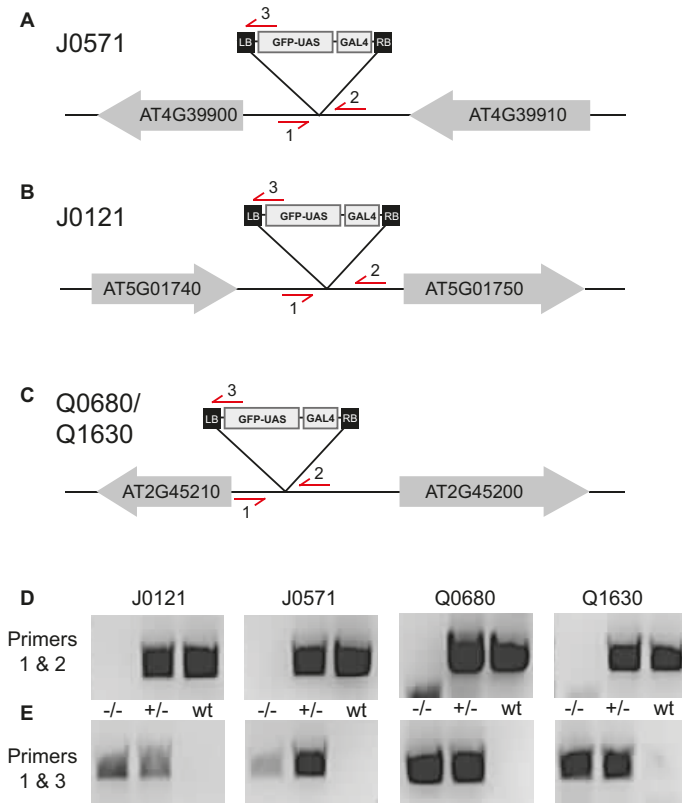 A
J0571
3
LB GFP-UAS GAL4 RB
2
AT4G39900 AT4G39910
1
B
J0121
3
LB GFP-UAS GAL4 RB
2
AT5G01740 AT5G01750
1
C
Q0680/
Q1630
3
LB GFP-UAS GAL4 RB
2
AT2G45210 AT2G45200
1
D J0121 J0571 Q0680 Q1630
Primers
1 & 2
E -/- +/- wt -/- +/- wt -/- +/- wt -/- +/- wt
Primers
1 & 3